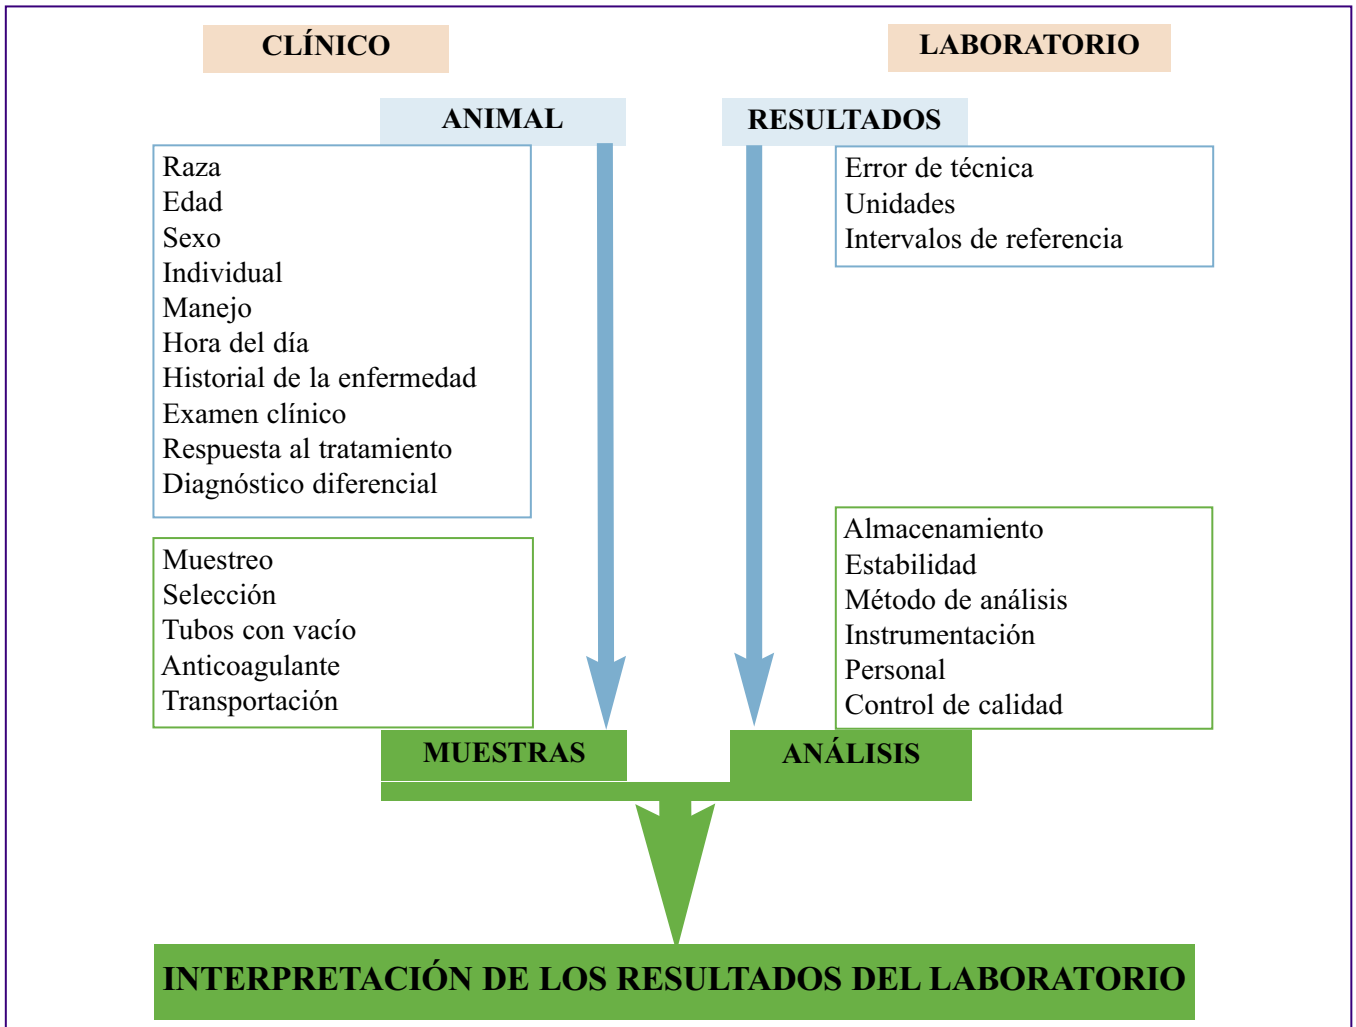 CLÍNICO
LABORATORIO
ANIMAL
RESULTADOS
Raza
Edad
Sexo
Individual
Manejo
Hora del día
Historial de la enfermedad
Examen clínico
Respuesta al tratamiento
Diagnóstico diferencial
Error de técnica
Unidades
Intervalos de referencia
Muestreo
Selección
Tubos con vacío
Anticoagulante
Transportación
Almacenamiento
Estabilidad
Método de análisis
Instrumentación
Personal
Control de calidad
MUESTRAS
ANÁLISIS
INTERPRETACIÓN DE LOS RESULTADOS DEL LABORATORIO